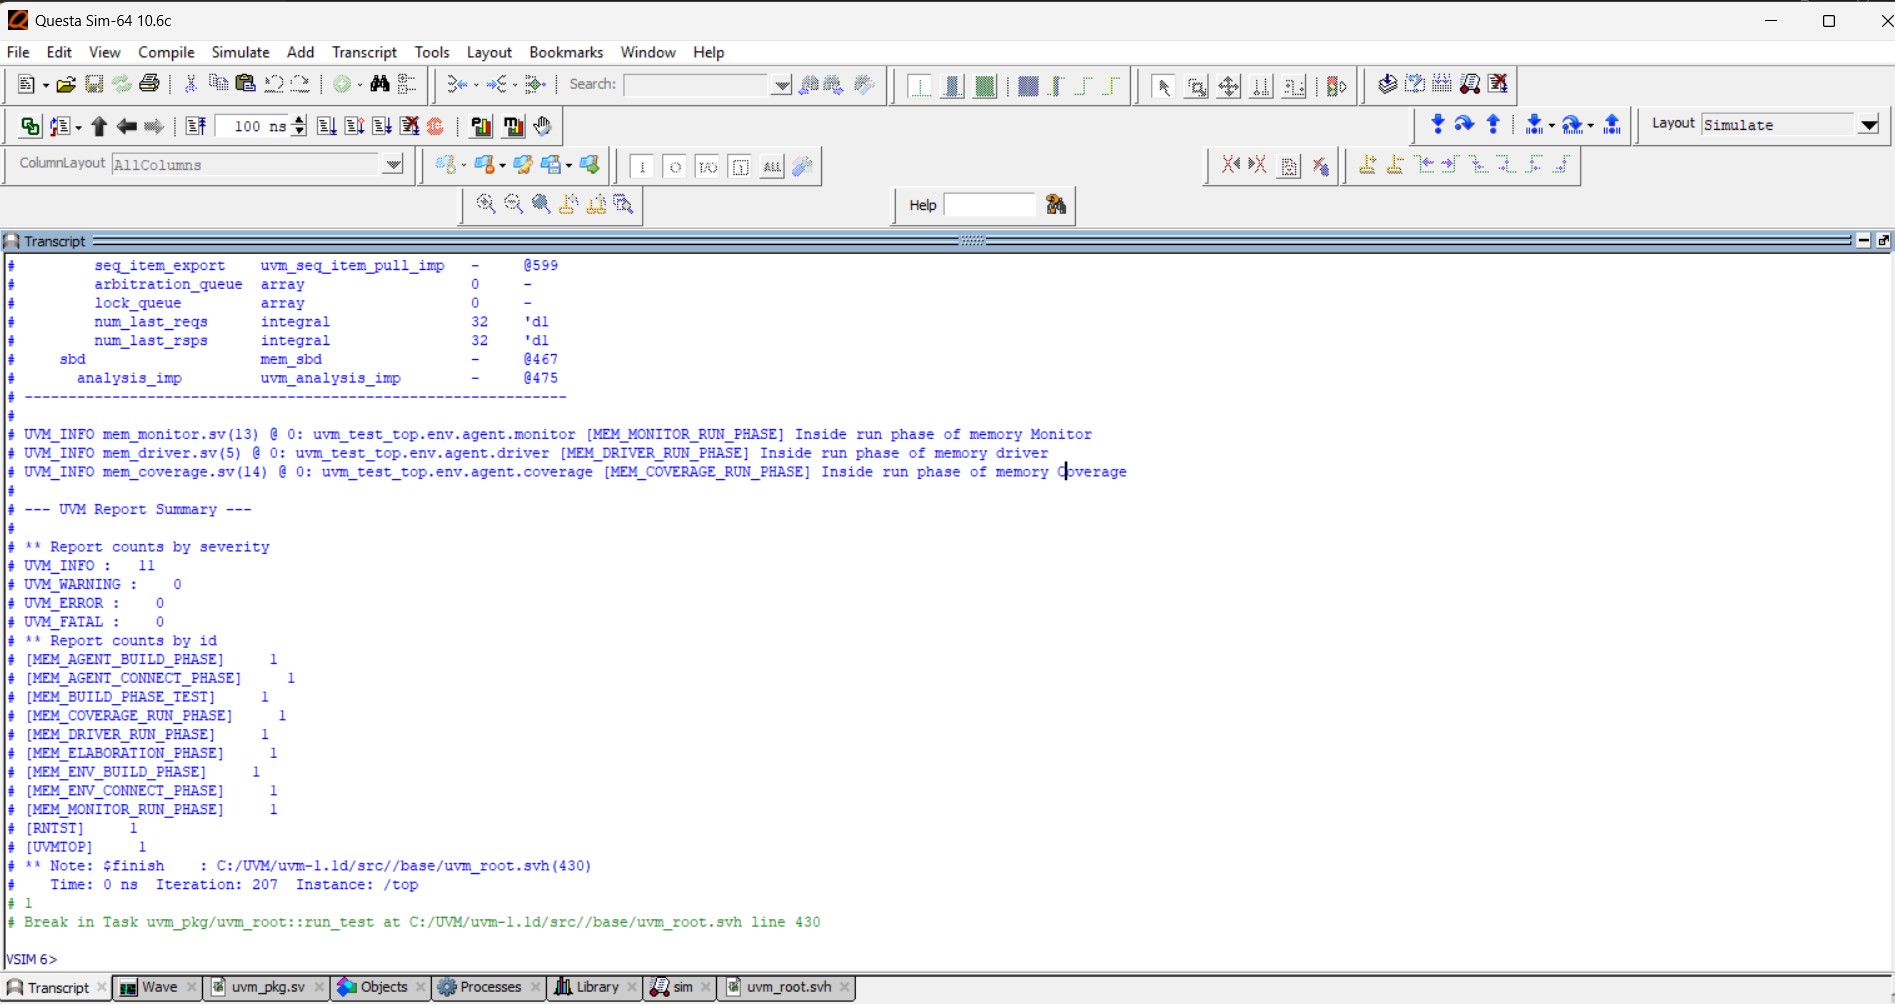 Questa Sim-64 10.6c
File Edit View Compile Simulate Add Transcript Tools Layout Bookmarks Window Help
Search:
100 ns
Layout Simulate
ColumnLayout AllColumns
I O I/O ALL
Help
Transcript
# seq_item_export uvm_seq_item_pull_imp - @599
# arbitration_queue array 0 -
# lock_queue array 0 -
# num_last_reqs integral 32 'd1
# num_last_rsps integral 32 'd1
# sbd mem_sbd - @467
# analysis_imp uvm_analysis_imp - @475
# --------------------------------------------------------------
#
# UVM_INFO mem_monitor.sv(13) @ 0: uvm_test_top.env.agent.monitor [MEM_MONITOR_RUN_PHASE] Inside run phase of memory Monitor
# UVM_INFO mem_driver.sv(5) @ 0: uvm_test_top.env.agent.driver [MEM_DRIVER_RUN_PHASE] Inside run phase of memory driver
# UVM_INFO mem_coverage.sv(14) @ 0: uvm_test_top.env.agent.coverage [MEM_COVERAGE_RUN_PHASE] Inside run phase of memory Coverage
#
# --- UVM Report Summary ---
#
# ** Report counts by severity
# UVM_INFO : 11
# UVM_WARNING : 0
# UVM_ERROR : 0
# UVM_FATAL : 0
# ** Report counts by id
# [MEM_AGENT_BUILD_PHASE] 1
# [MEM_AGENT_CONNECT_PHASE] 1
# [MEM_BUILD_PHASE_TEST] 1
# [MEM_COVERAGE_RUN_PHASE] 1
# [MEM_DRIVER_RUN_PHASE] 1
# [MEM_ELABORATION_PHASE] 1
# [MEM_ENV_BUILD_PHASE] 1
# [MEM_ENV_CONNECT_PHASE] 1
# [MEM_MONITOR_RUN_PHASE] 1
# [RNTST] 1
# [UVMTOP] 1
# ** Note: $finish : C:/UVM/uvm-1.1d/src//base/uvm_root.svh(430)
# Time: 0 ns Iteration: 207 Instance: /top
# 1
# Break in Task uvm_pkg/uvm_root::run_test at C:/UVM/uvm-1.1d/src//base/uvm_root.svh line 430
VSIM 6>
Transcript Wave uvm_pkg.sv Objects Processes Library sim uvm_root.svh